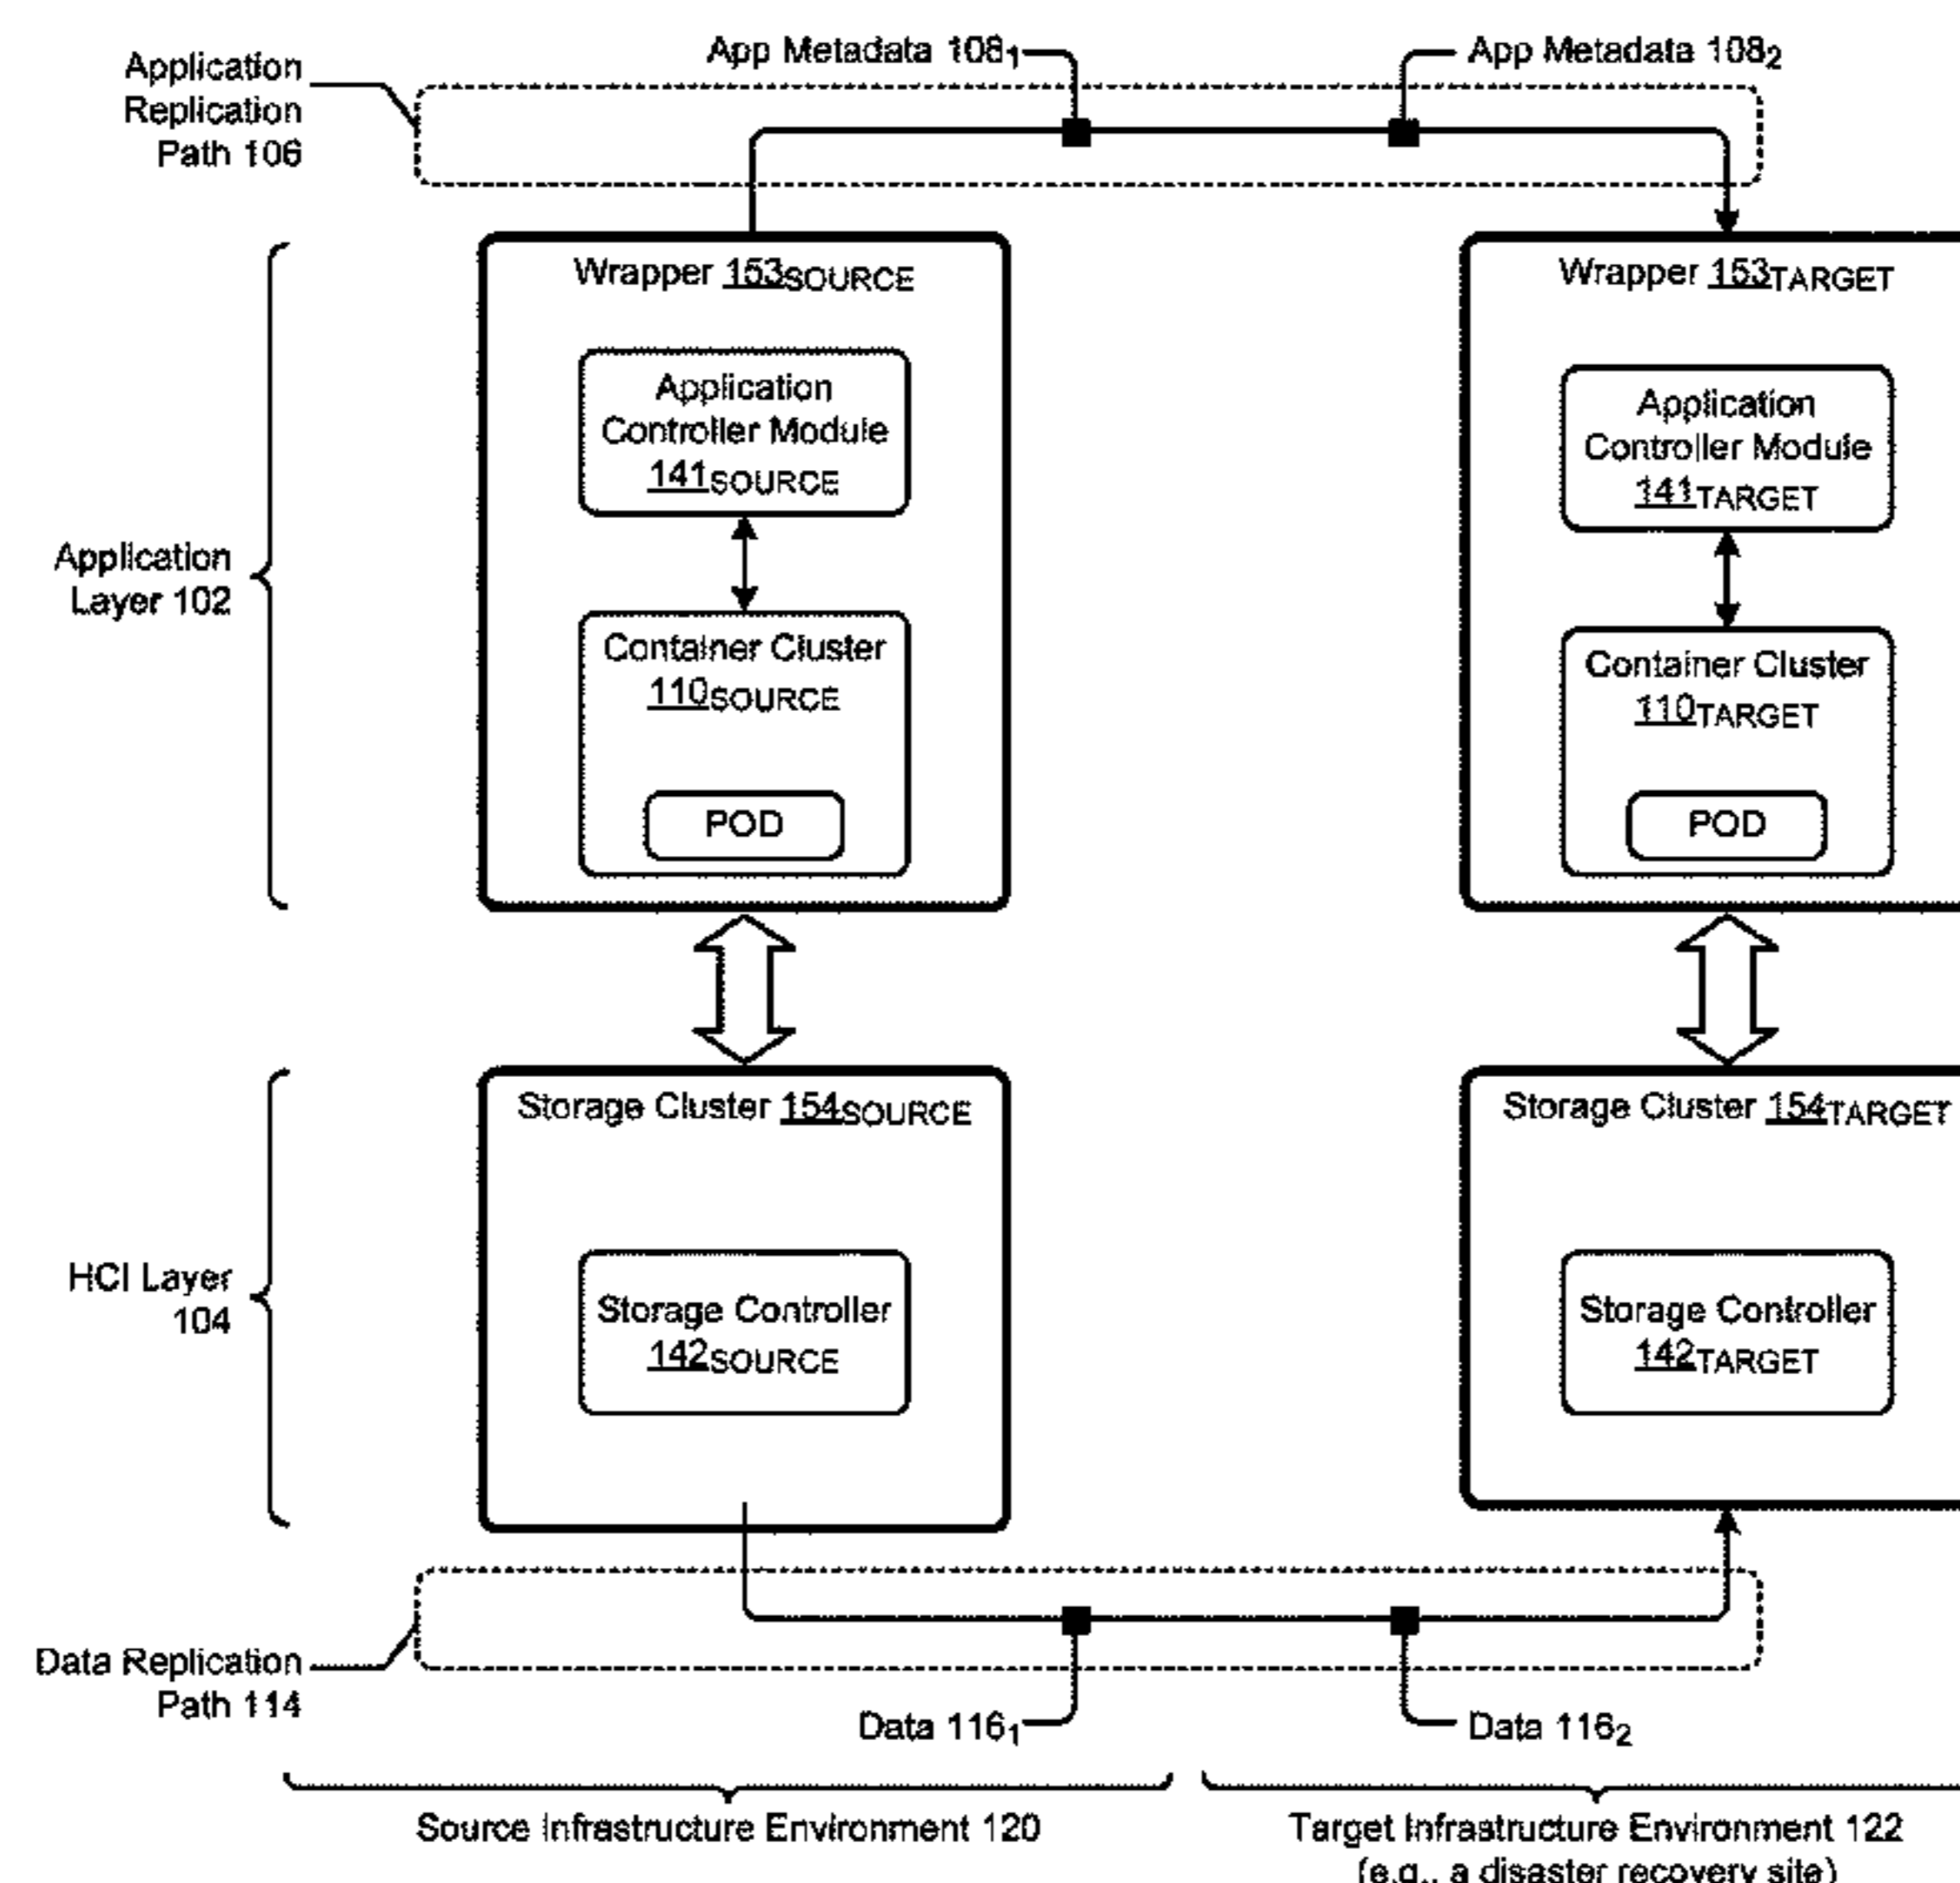 App Metadata 108₁
App Metadata 108₂
Application
Replication
Path 106
Wrapper 153SOURCE
Wrapper 153TARGET
Application
Controller Module
141SOURCE
Application
Controller Module
141TARGET
Application
Layer 102
Container Cluster
110SOURCE
POD
Container Cluster
110TARGET
POD
Storage Cluster 154SOURCE
Storage Cluster 154TARGET
HCI Layer
104
Storage Controller
142SOURCE
Storage Controller
142TARGET
Data Replication
Path 114
Data 116₁
Data 116₂
Source Infrastructure Environment 120
Target Infrastructure Environment 122
(e.g., a disaster recovery site)